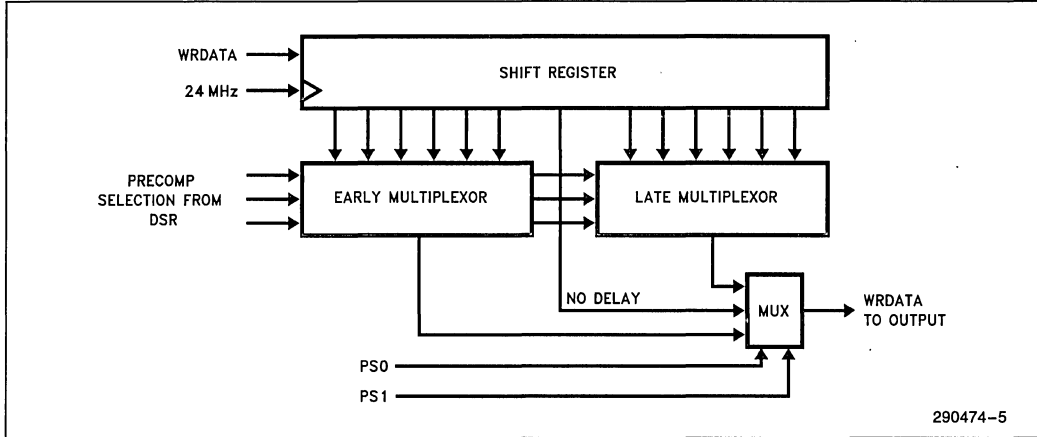 WRDATA
SHIFT REGISTER
24 MHz
PRECOMP
SELECTION FROM
DSR
EARLY MULTIPLEXOR
LATE MULTIPLEXOR
NO DELAY
MUX
WRDATA
TO OUTPUT
PS0
PS1
290474-5